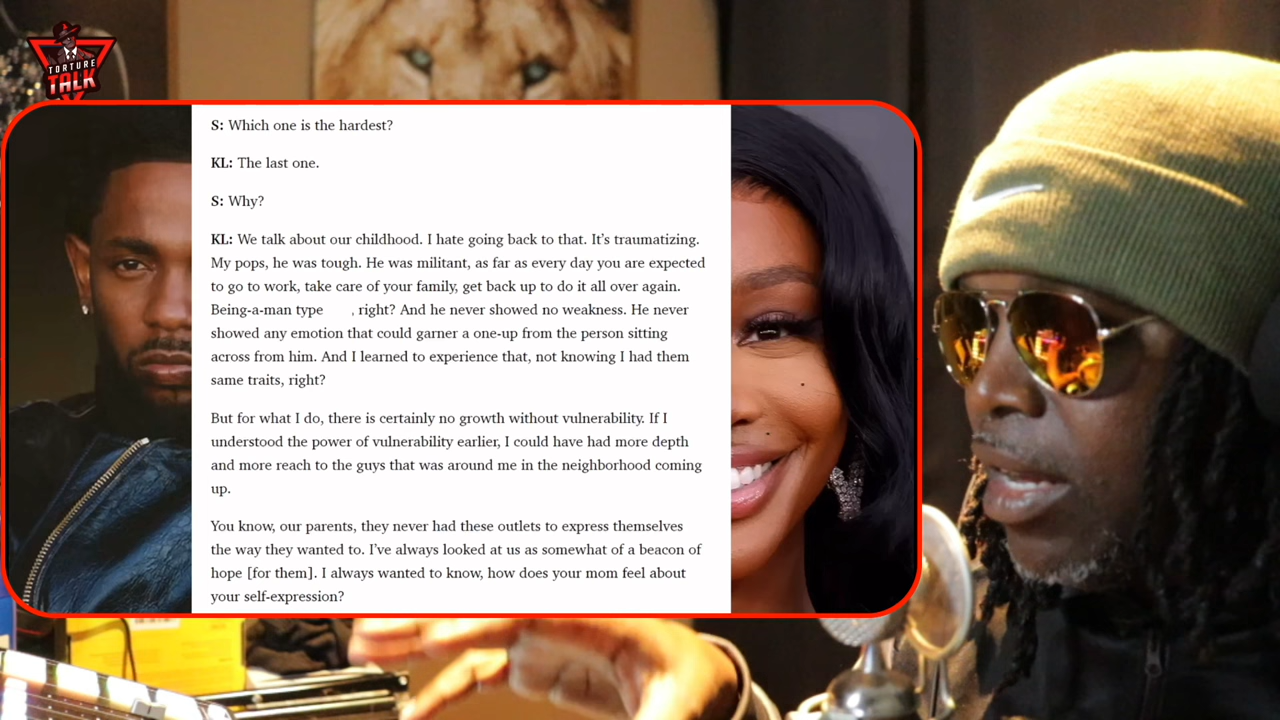 TORTURE
TALK
S: Which one is the hardest?
KL: The last one.
S: Why?
KL: We talk about our childhood. I hate going back to that. It’s traumatizing.
My pops, he was tough. He was militant, as far as every day you are expected
to go to work, take care of your family, get back up to do it all over again.
Being-a-man type , right? And he never showed no weakness. He never
showed any emotion that could garner a one-up from the person sitting
across from him. And I learned to experience that, not knowing I had them
same traits, right?
But for what I do, there is certainly no growth without vulnerability. If I
understood the power of vulnerability earlier, I could have had more depth
and more reach to the guys that was around me in the neighborhood coming
up.
You know, our parents, they never had these outlets to express themselves
the way they wanted to. I’ve always looked at us as somewhat of a beacon of
hope [for them]. I always wanted to know, how does your mom feel about
your self-expression?